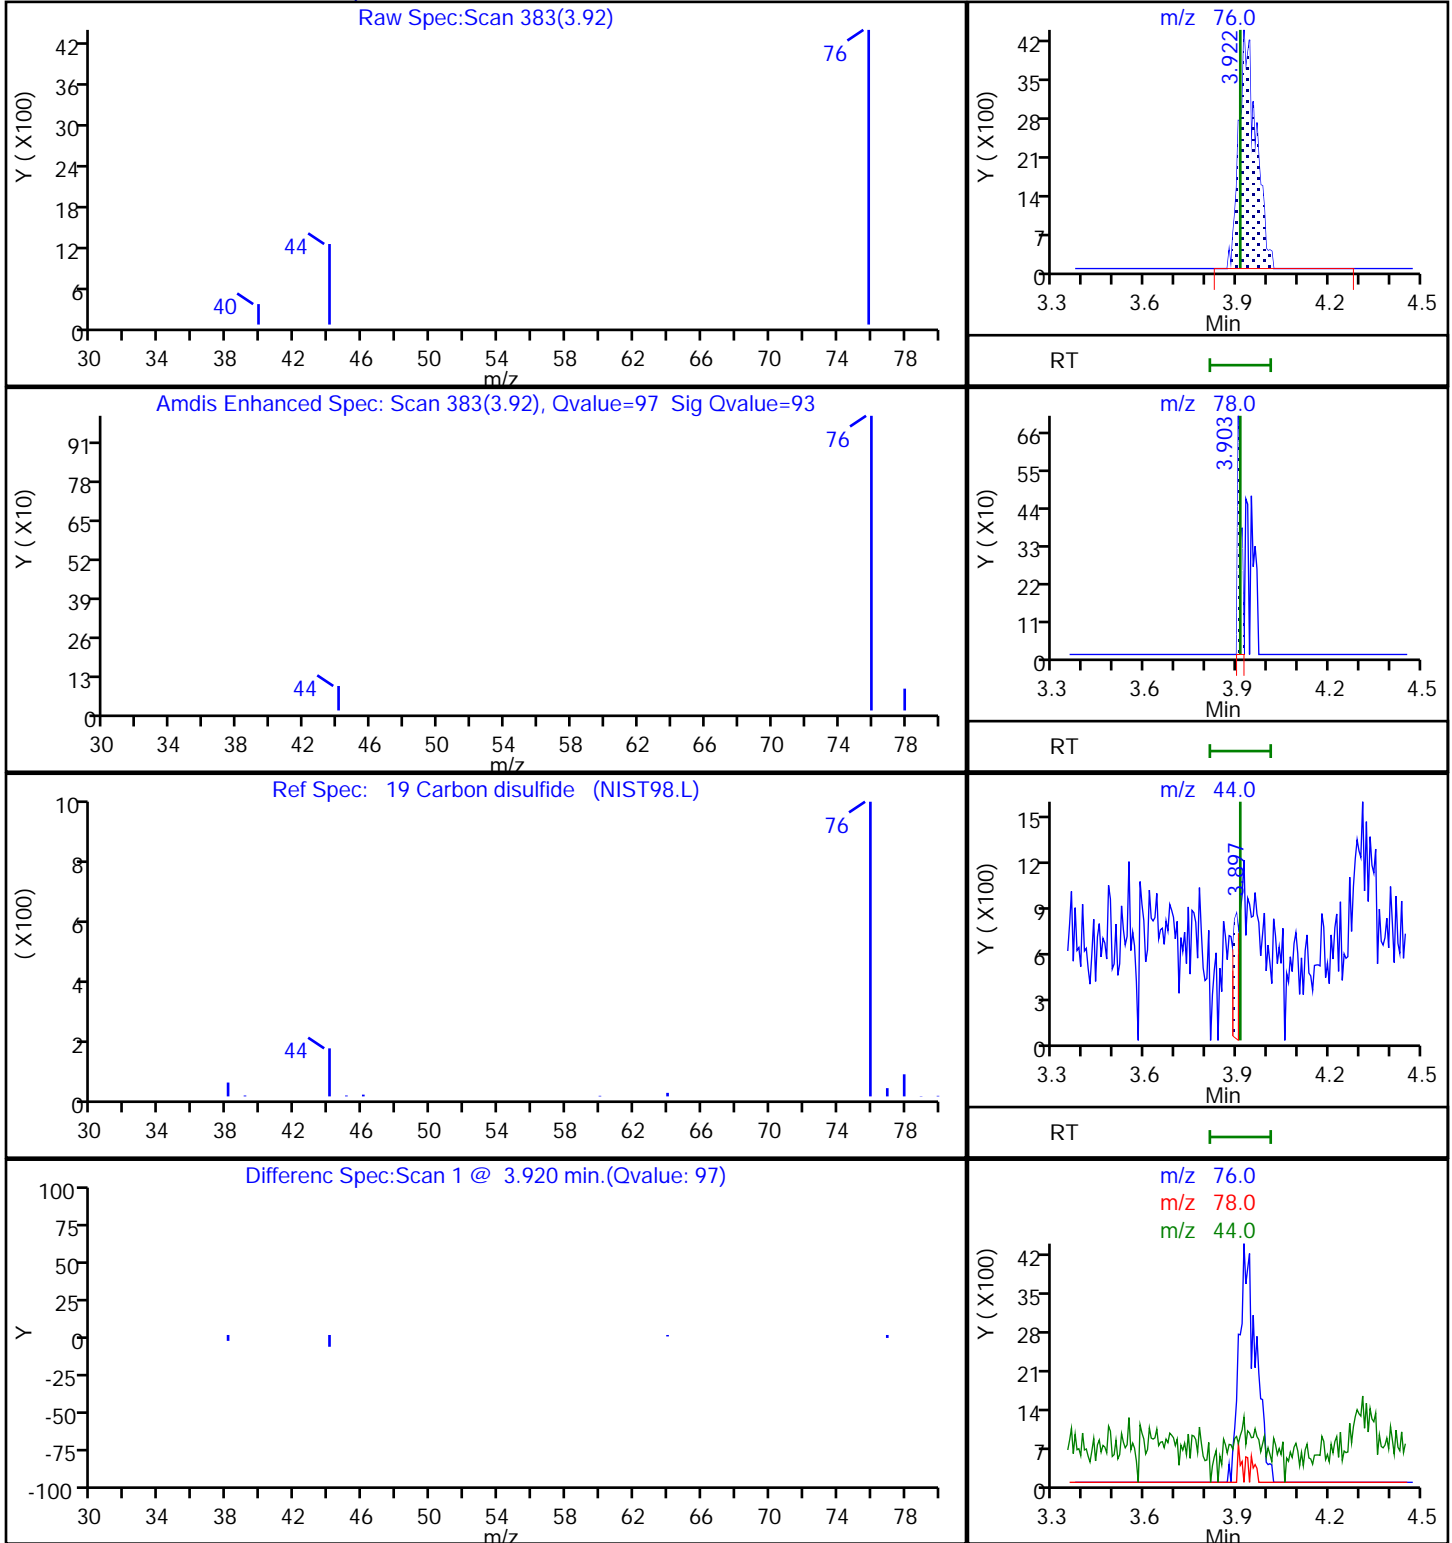 Raw Spec:Scan 383(3.92)
Y ( X100)
42
36
30
24
18
12
6
0
76
44
40
30 34 38 42 46 50 54 58 62 66 70 74 78
m/z
m/z 76.0
Y ( X100)
42
35
28
21
14
7
0
3.922
3.3 3.6 3.9 4.2 4.5
Min
RT
Amdis Enhanced Spec: Scan 383(3.92), Qvalue=97 Sig Qvalue=93
Y ( X10)
91
78
65
52
39
26
13
0
76
44
30 34 38 42 46 50 54 58 62 66 70 74 78
m/z
m/z 78.0
Y ( X10)
66
55
44
33
22
11
0
3.903
3.3 3.6 3.9 4.2 4.5
Min
RT
Ref Spec: 19 Carbon disulfide (NIST98.L)
( X100)
10
8
6
4
2
0
76
44
30 34 38 42 46 50 54 58 62 66 70 74 78
m/z 44.0
Y ( X100)
15
12
9
6
3
0
3.897
3.3 3.6 3.9 4.2 4.5
Min
RT
Differenc Spec:Scan 1 @ 3.920 min.(Qvalue: 97)
Y
100
75
50
25
0
-25
-50
-75
-100
30 34 38 42 46 50 54 58 62 66 70 74 78
m/z
m/z 76.0
m/z 78.0
m/z 44.0
Y ( X100)
42
35
28
21
14
7
0
3.3 3.6 3.9 4.2 4.5
Min